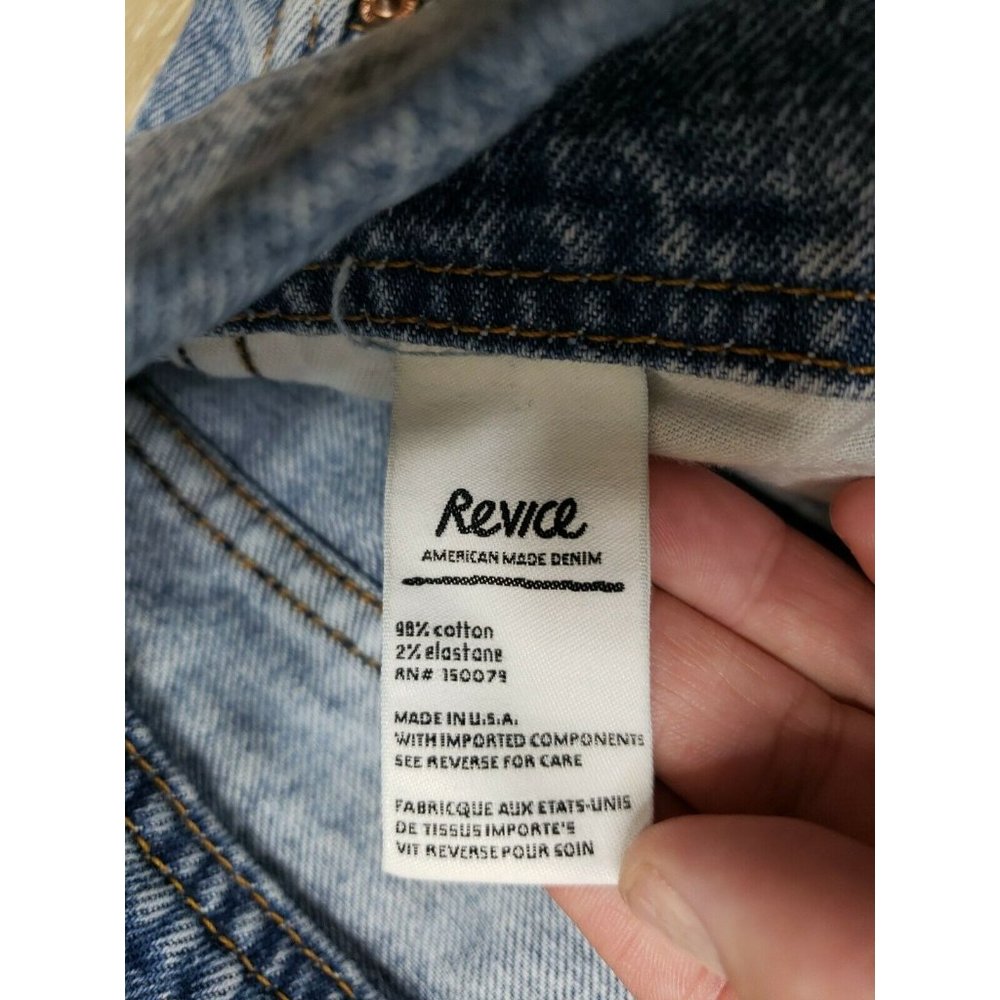 Revice
AMERICAN MADE DENIM
98% cotton
2% elastane
RN# 150079
MADE IN U.S.A.
WITH IMPORTED COMPONENTS
SEE REVERSE FOR CARE
FABRICQUE AUX ETATS-UNIS
DE TISSUS IMPORTE'S
VIT REVERSE POUR SOIN